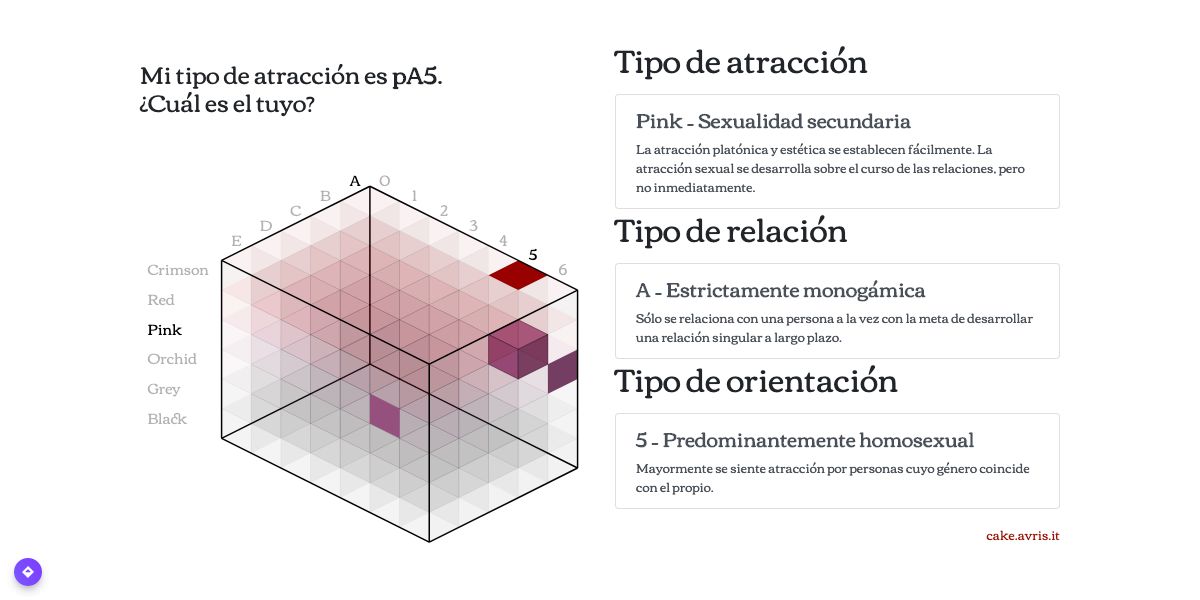 Mi tipo de atracción es pA5.
¿Cuál es el tuyo?
A
O
B
1
C
2
D
3
E
4
5
6
Crimson
Red
Pink
Orchid
Grey
Black
Tipo de atracción
Pink - Sexualidad secundaria
La atracción platónica y estética se establecen fácilmente. La
atracción sexual se desarrolla sobre el curso de las relaciones, pero
no inmediatamente.
Tipo de relación
A - Estrictamente monogámica
Sólo se relaciona con una persona a la vez con la meta de desarrollar
una relación singular a largo plazo.
Tipo de orientación
5 - Predominantemente homosexual
Mayormente se siente atracción por personas cuyo género coincide
con el propio.
cake.avris.it